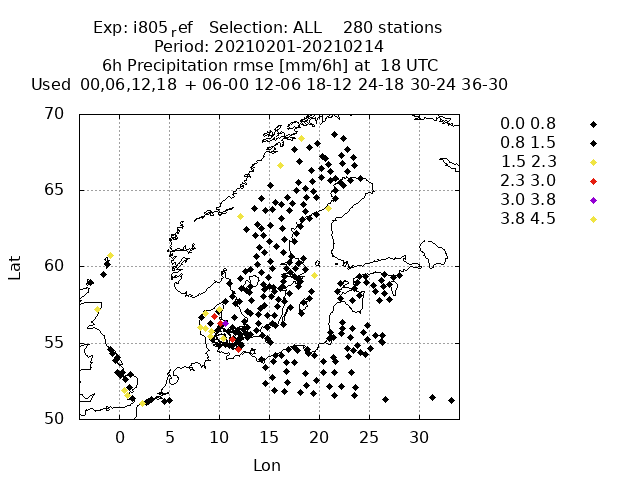 Exp: i805ref Selection: ALL 280 stations
Period: 20210201-20210214
6h Precipitation rmse [mm/6h] at 18 UTC
Used 00,06,12,18 + 06-00 12-06 18-12 24-18 30-24 36-30
70
65
60
55
50
Lat
0 5 10 15 20 25 30
Lon
0.0 0.8
0.8 1.5
1.5 2.3
2.3 3.0
3.0 3.8
3.8 4.5